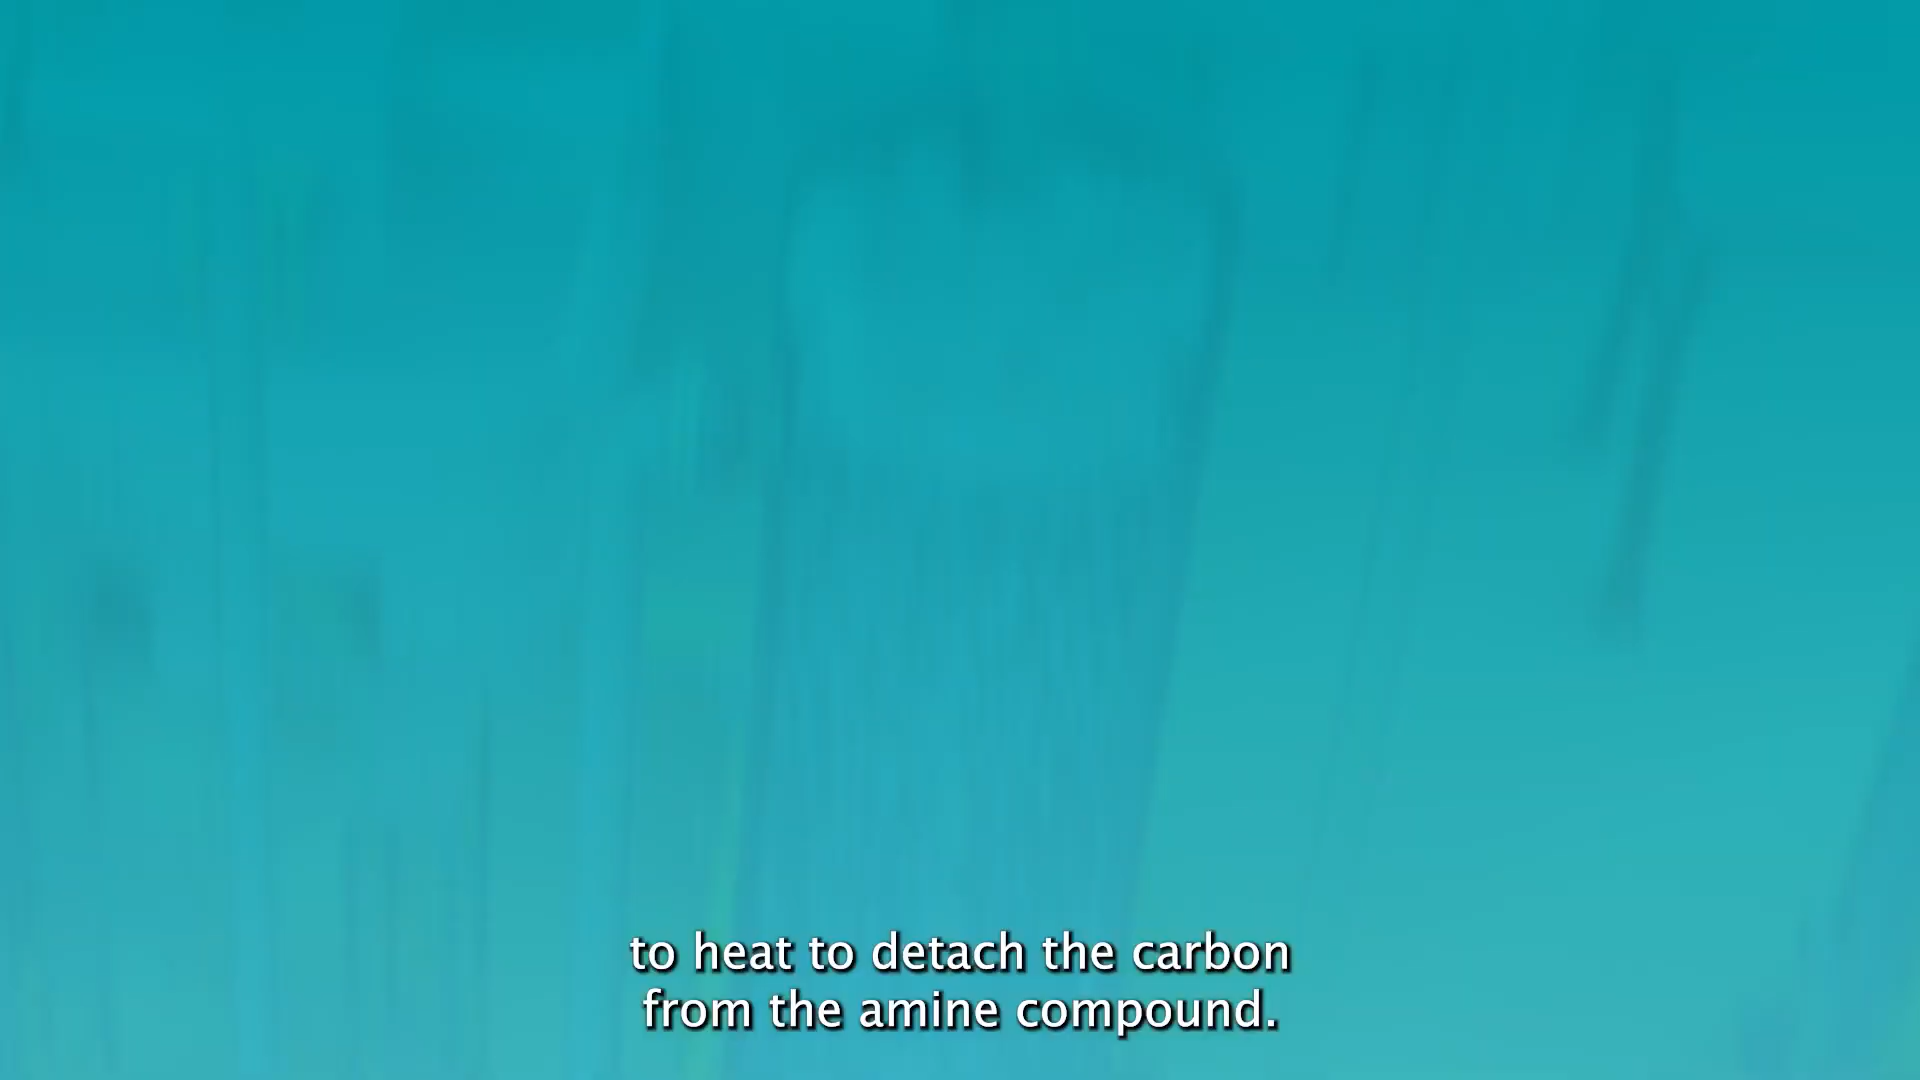 to heat to detach the carbon
from the amine compound.